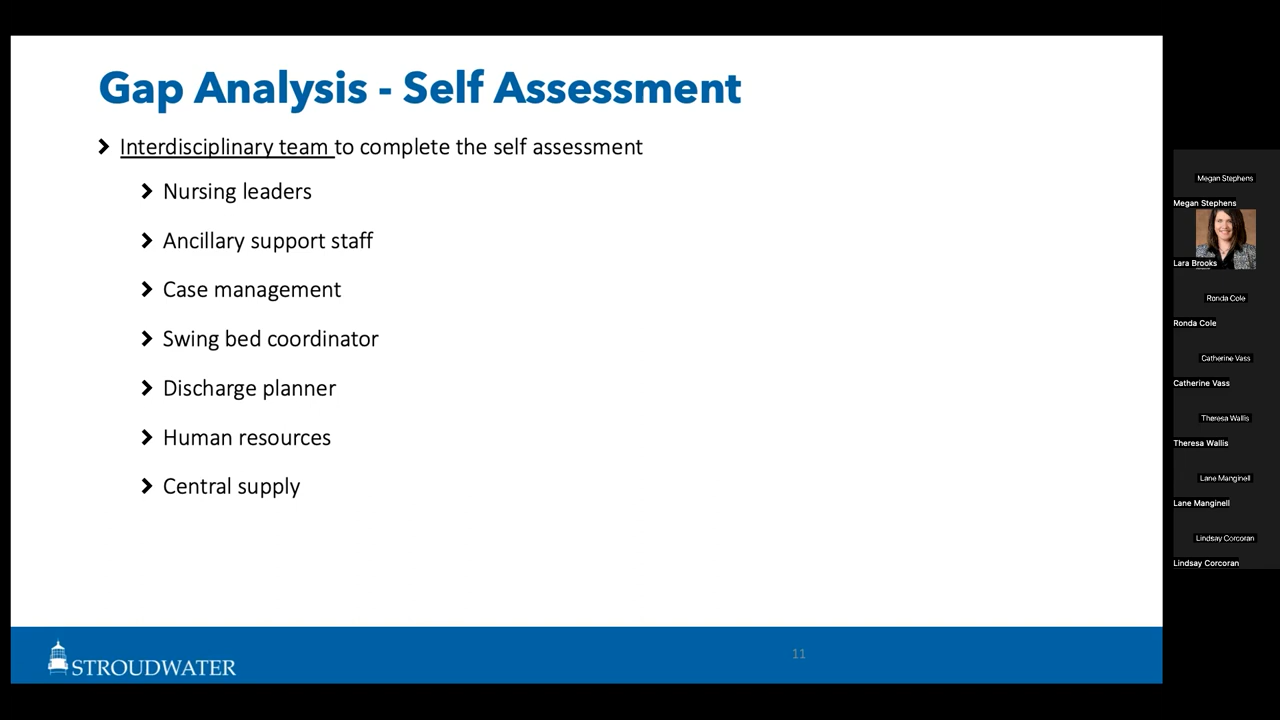 Gap Analysis - Self Assessment
Interdisciplinary team to complete the self assessment
Nursing leaders
Ancillary support staff
Case management
Swing bed coordinator
Discharge planner
Human resources
Central supply
STROUDWATER
11
Megan Stephens
Megan Stephens
Lara Brooks
Ronda Cole
Ronda Cole
Catherine Vass
Catherine Vass
Theresa Wallis
Theresa Wallis
Lane Manginell
Lane Manginell
Lindsay Corcoran
Lindsay Corcoran